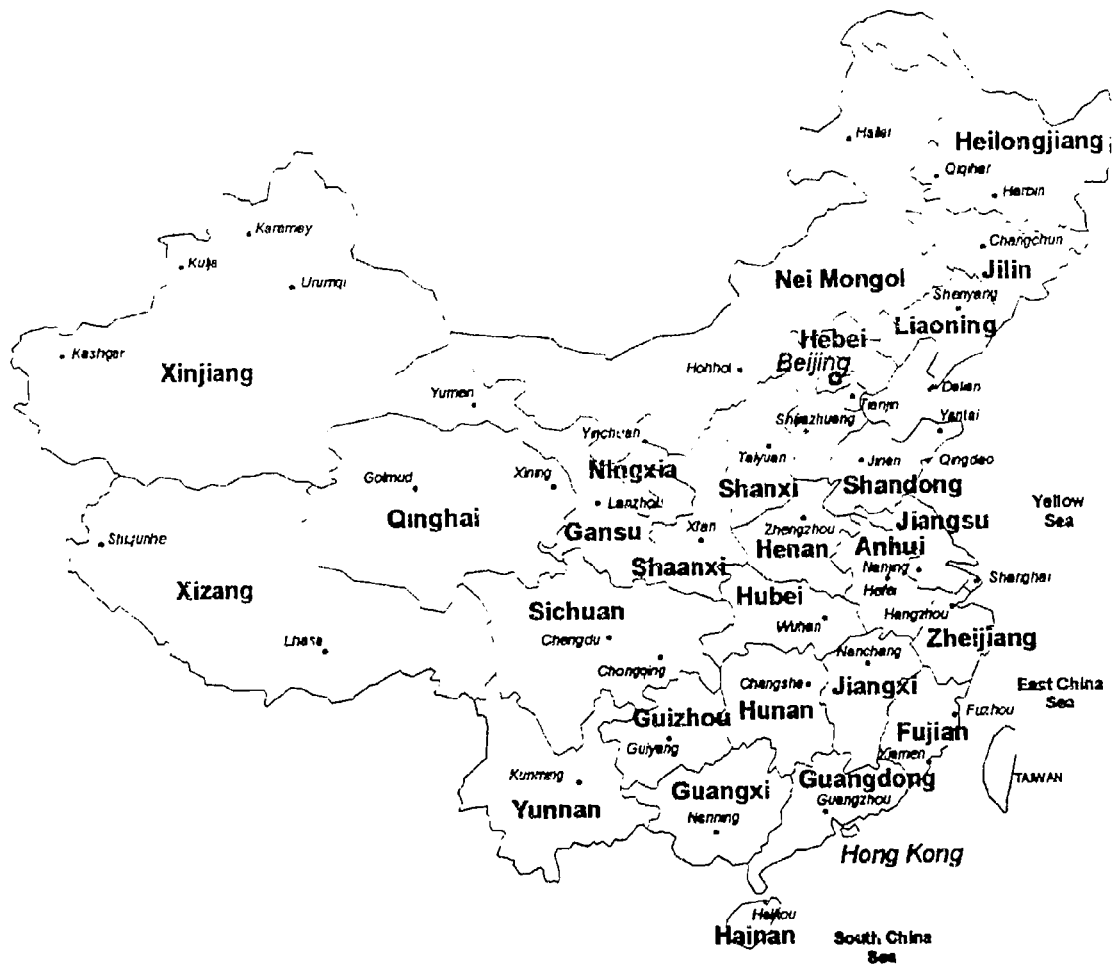 Hailar
Heilongjiang
Qiqihar
Harbin
Karamay
Changchun
Kulja
Jilin
Nei Mongol
Urumqi
Shenyang
Liaoning
Hebei
Kashgar
Beijing
Xinjiang
Hohhot
Dalian
Yumen
Tianjin
Shijiazhuang
Yantai
Yinchuan
Taiyuan
Jinan
Qingdao
Ningxia
Golmud
Xining
Shanxi
Shandong
Lanzhou
Yellow
Sea
Qinghai
Jiangsu
Gansu
Xian
Zhengzhou
Shiquanhe
Henan
Anhui
Shaanxi
Nanjing
Shanghai
Xizang
Hefei
Hubei
Sichuan
Hangzhou
Wuhan
Chengdu
Zheijiang
Lhasa
Nanchang
Chongqing
Changsha
Jiangxi
East China
Sea
Guizhou
Hunan
Fuzhou
Fujian
Guiyang
Xiamen
Kunming
Guangdong
TAIWAN
Guangxi
Guangzhou
Yunnan
Nanning
Hong Kong
Haikou
Hainan
South China
Sea